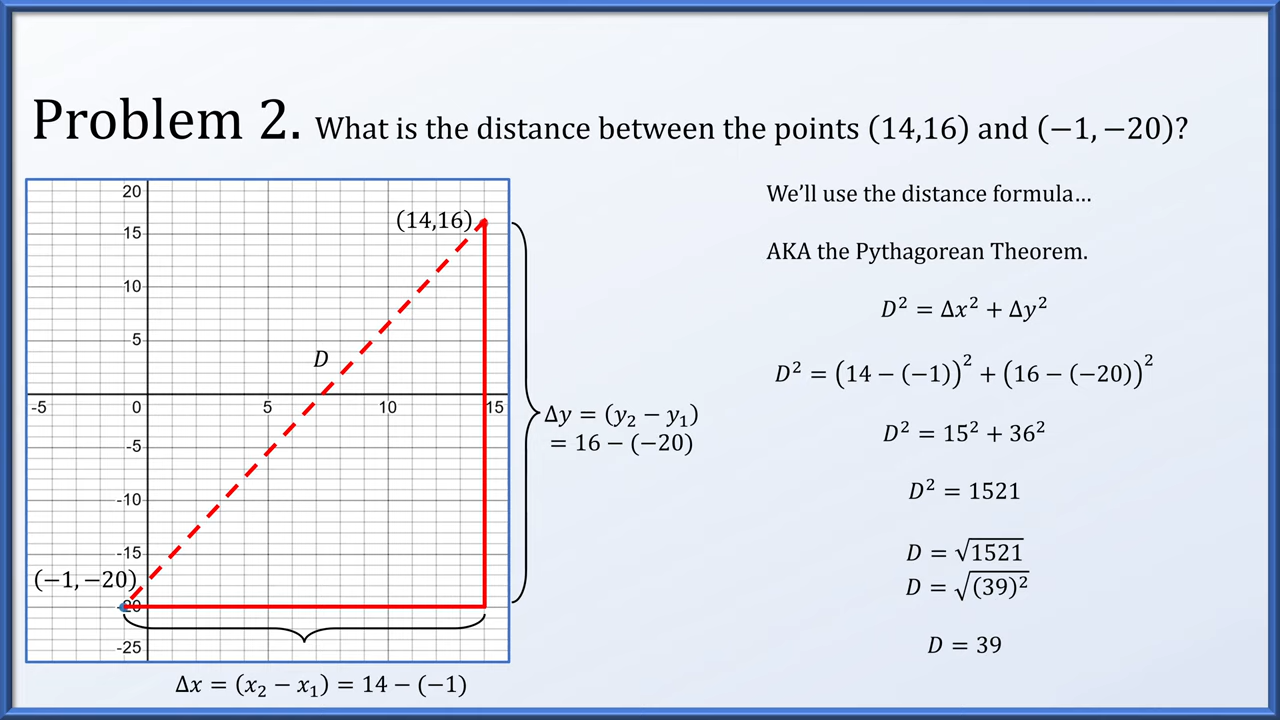 Problem 2. What is the distance between the points (14,16) and (−1, −20)?
20
(14,16)
15
10
5
D
-5
0
5
10
15
-5
-10
-15
(−1, −20)
-20
-25
Δx = (x₂ − x₁) = 14 − (−1)
Δy = (y₂ − y₁)
= 16 − (−20)
We’ll use the distance formula…
AKA the Pythagorean Theorem.
D² = Δx² + Δy²
D² = (14 − (−1))² + (16 − (−20))²
D² = 15² + 36²
D² = 1521
D = √1521
D = √(39)²
D = 39